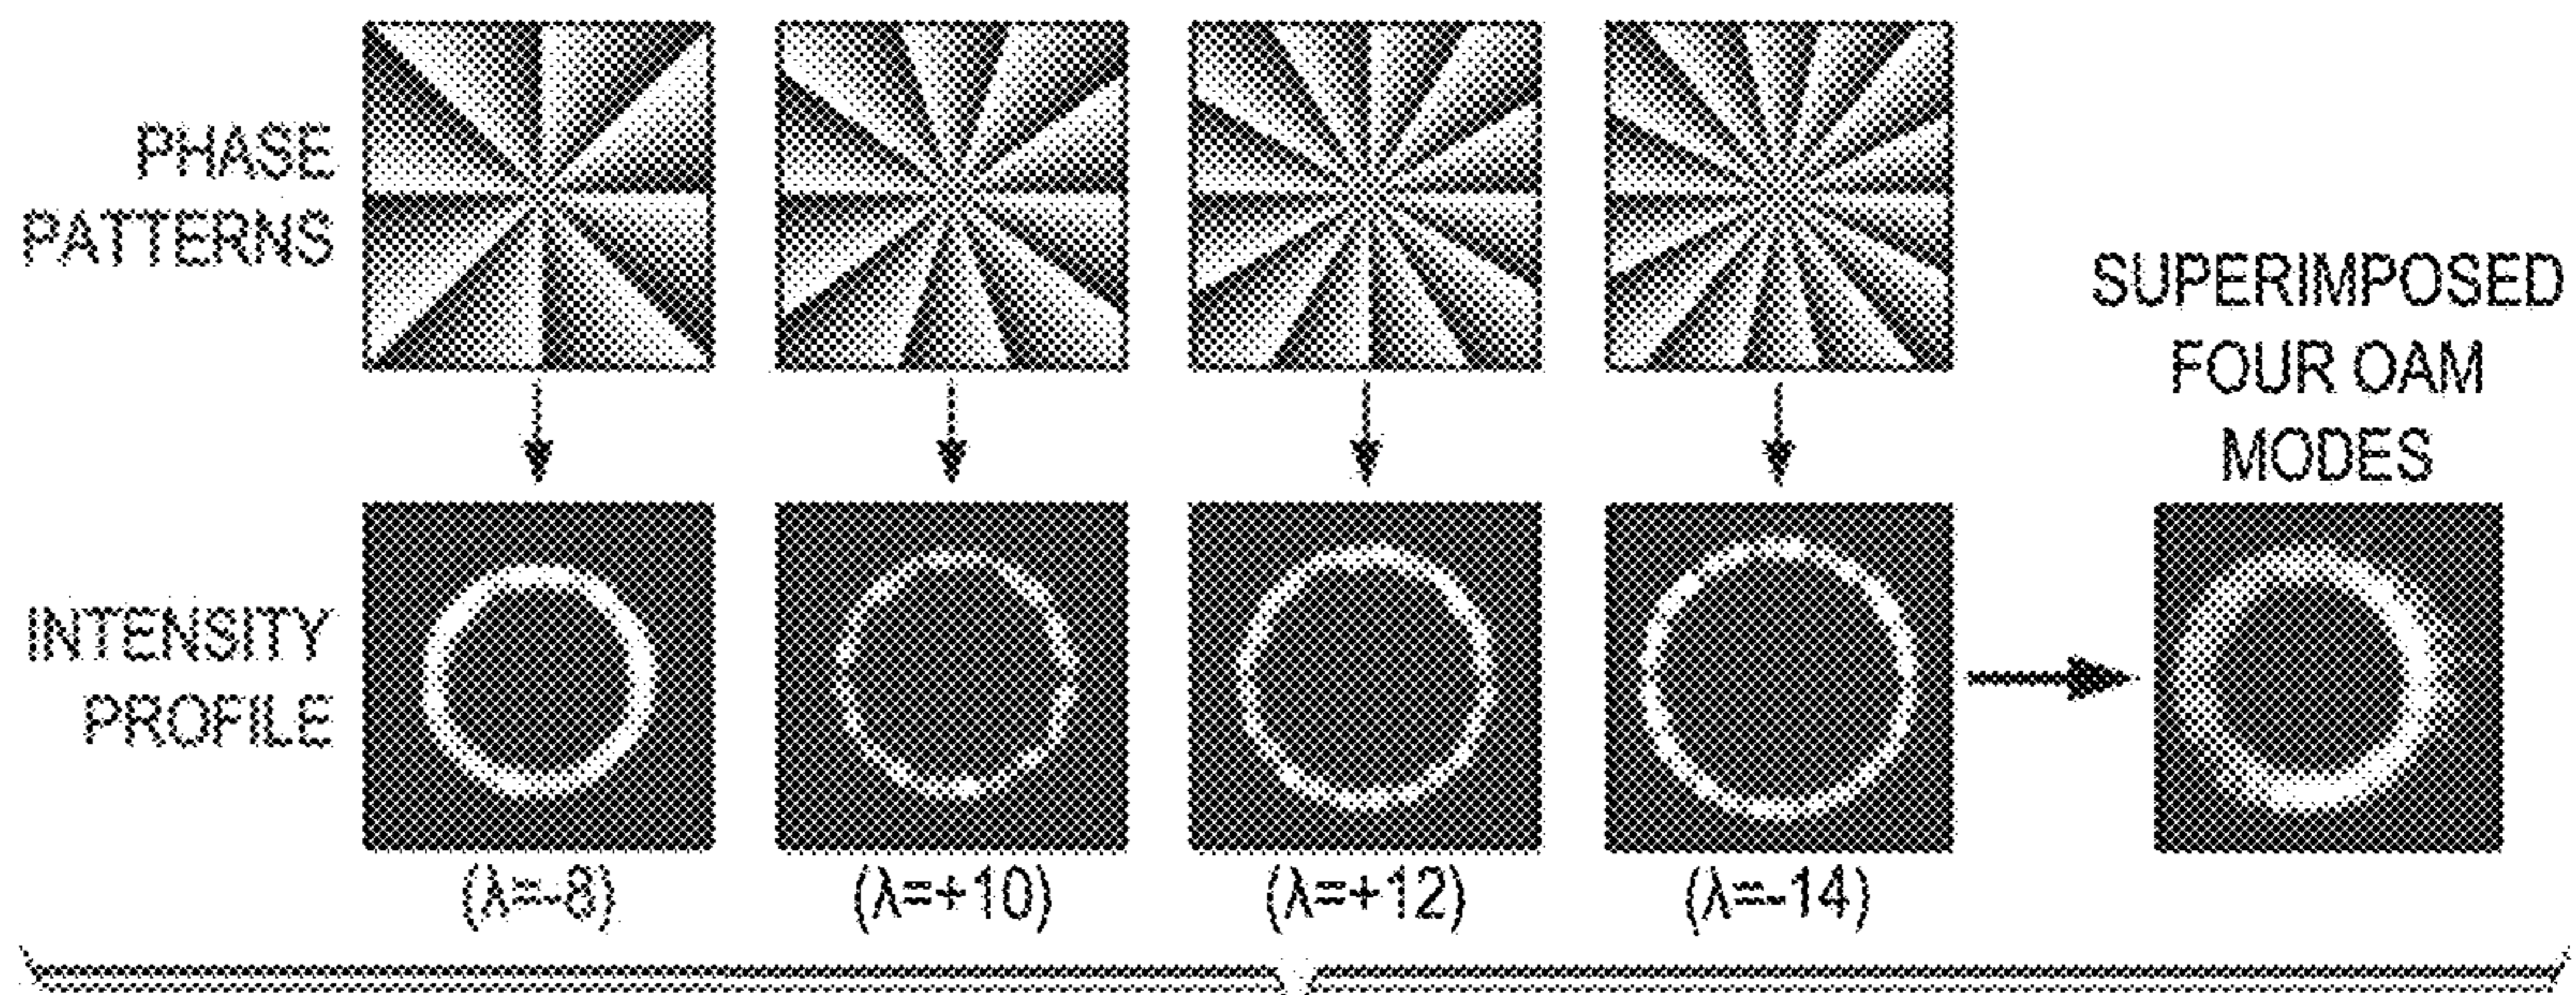 PHASE
PATTERNS
SUPERIMPOSED
FOUR OAM
MODES
INTENSITY
PROFILE
(λ=-8)
(λ=+10)
(λ=+12)
(λ=-14)